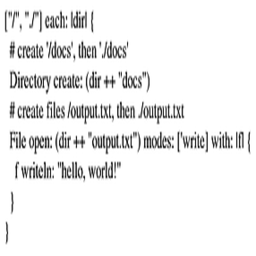 ["/", "./"] each: |dir| {
# create '/docs', then './docs'
Directory create: (dir ++ "docs")
# create files /output.txt, then ./output.txt
File open: (dir ++ "output.txt") modes: ['write] with: |f| {
f writeln: "hello, world!"
}
}